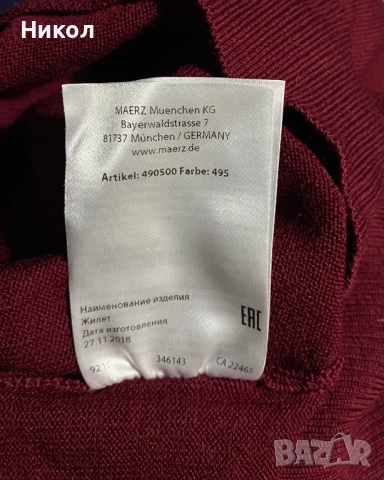 Никол
MAERZ Muenchen KG
Bayerwaldstrasse 7
81737 München / GERMANY
www.maerz.de
Artikel: 490500 Farbe: 495
Наименование изделия
Жилет
Дата изготовления
27.11.2018
EAC
346143 CA 22465
BAZAR